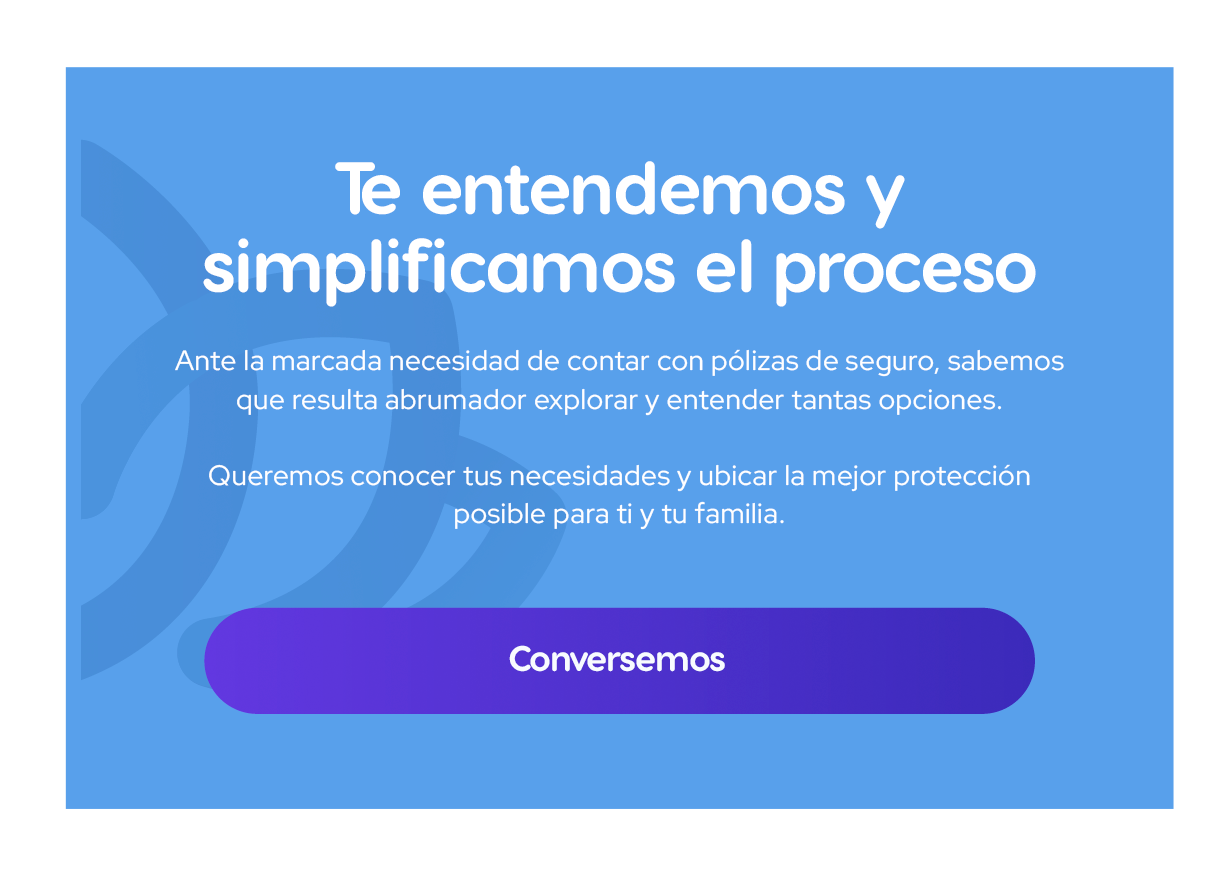 Te entendemos y
simplificamos el proceso
Ante la marcada necesidad de contar con pólizas de seguro, sabemos
que resulta abrumador explorar y entender tantas opciones.
Queremos conocer tus necesidades y ubicar la mejor protección
posible para ti y tu familia.
Conversemos